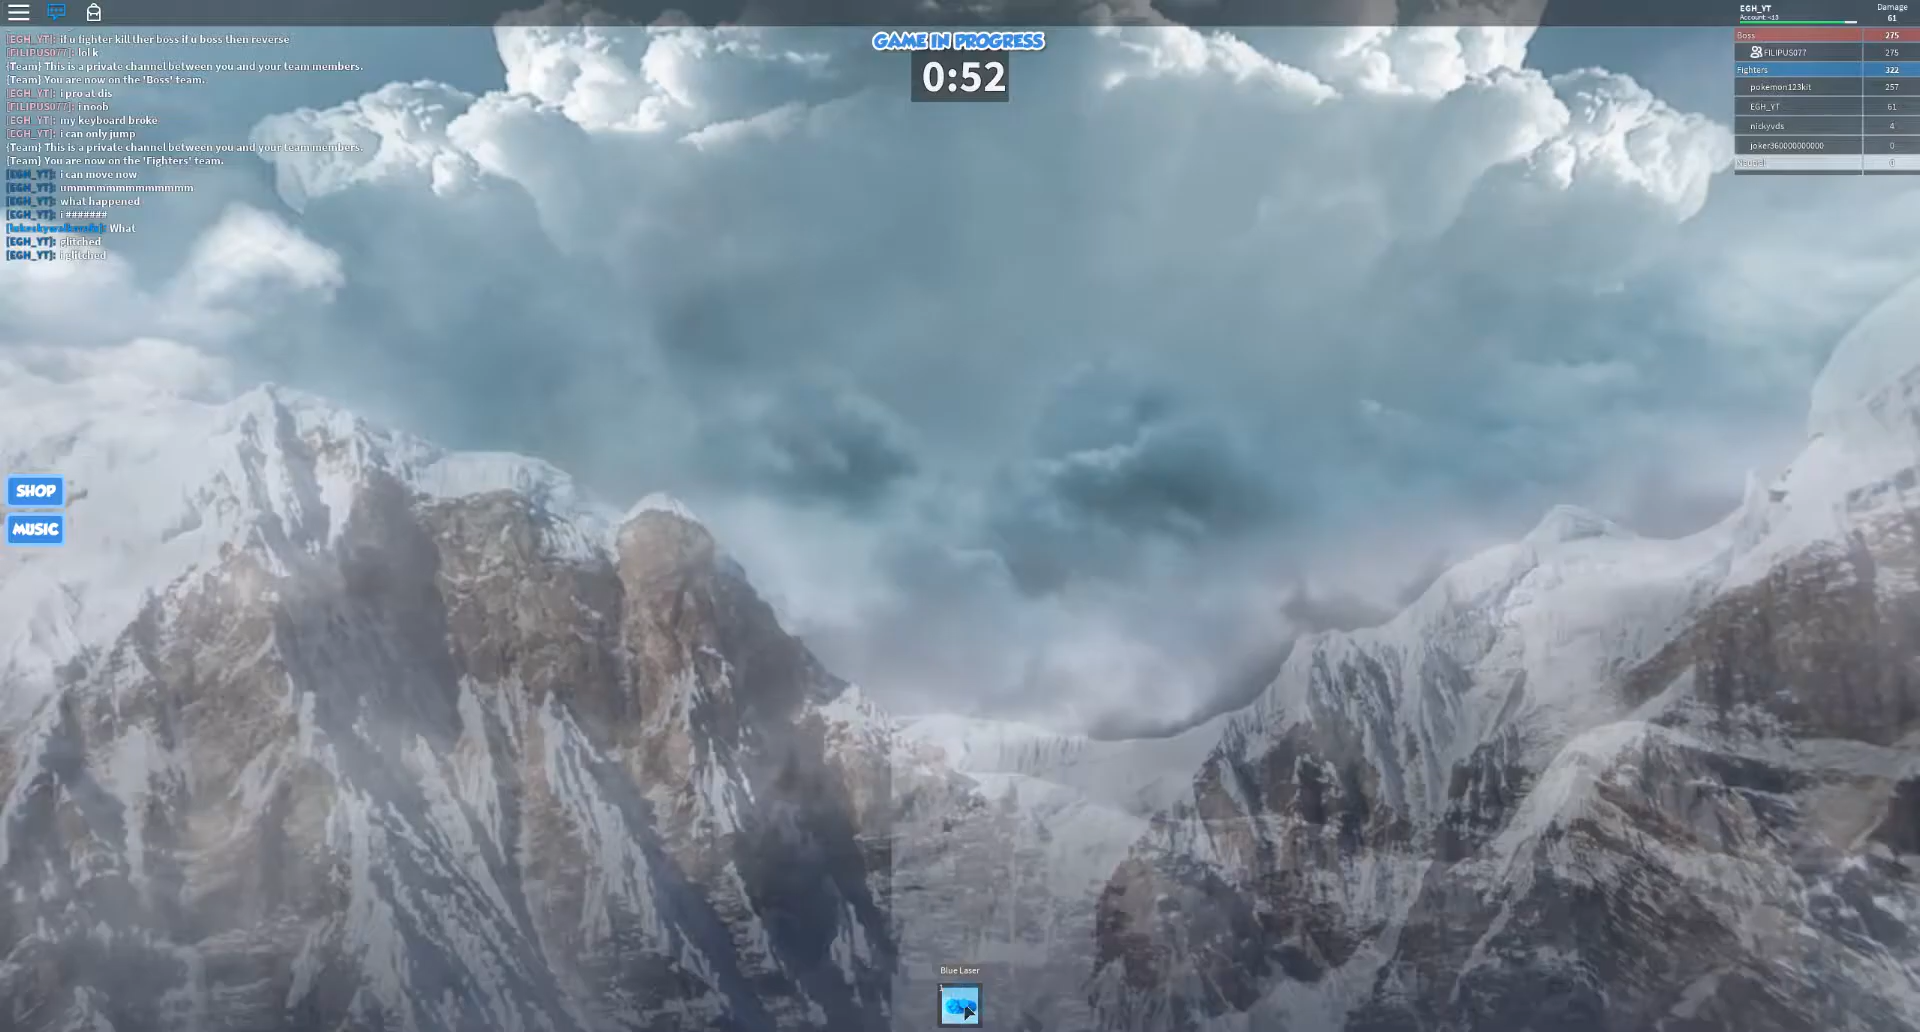 [EGH_YT]: if u fighter kill ther boss if u boss then reverse
[FILIPUS077]: lol k
{Team} This is a private channel between you and your team members.
{Team} You are now on the 'Boss' team.
[EGH_YT]: i pro at dis
[FILIPUS077]: i noob
[EGH_YT]: my keyboard broke
[EGH_YT]: i can only jump
{Team} This is a private channel between you and your team members.
{Team} You are now on the 'Fighters' team.
[EGH_YT]: i can move now
[EGH_YT]: ummmmmmmmmmmmmm
[EGH_YT]: what happened
[EGH_YT]: i #######
What
[EGH_YT]: glitched
[EGH_YT]: i glitched
GAME IN PROGRESS
0:52
EGH_YT
Account: <13
Damage
61
Boss 275
FILIPUS077 275
Fighters 322
pokemon123kit 257
EGH_YT 61
nickyvds 4
joker360000000000 0
Neutral 0
SHOP
MUSIC
Blue Laser
1